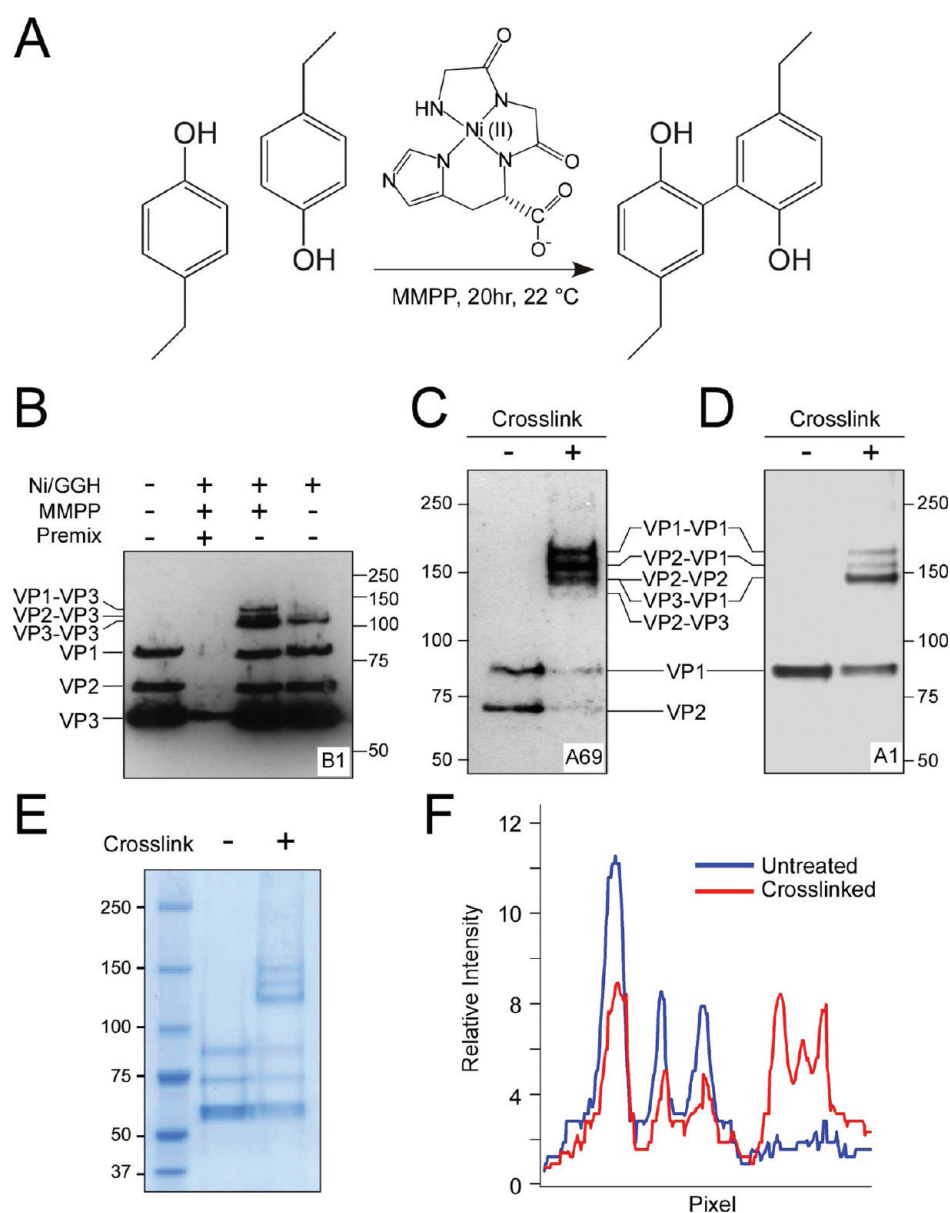 A
OH
OH
O
HN
N
Ni (II)
N
N
N
O
C
O
O-
MMPP, 20hr, 22 °C
OH
OH
B
Ni/GGH - + + +
MMPP - + + -
Premix - + - -
VP1-VP3
VP2-VP3
VP3-VP3
VP1
VP2
VP3
250
150
100
75
50
B1
C
Crosslink
- +
250
150
100
75
50
A69
VP1-VP1
VP2-VP1
VP2-VP2
VP3-VP1
VP2-VP3
VP1
VP2
D
Crosslink
- +
250
150
100
75
50
A1
E
Crosslink - +
250
150
100
75
50
37
F
12
11
8
4
0
Relative Intensity
Untreated
Crosslinked
Pixel